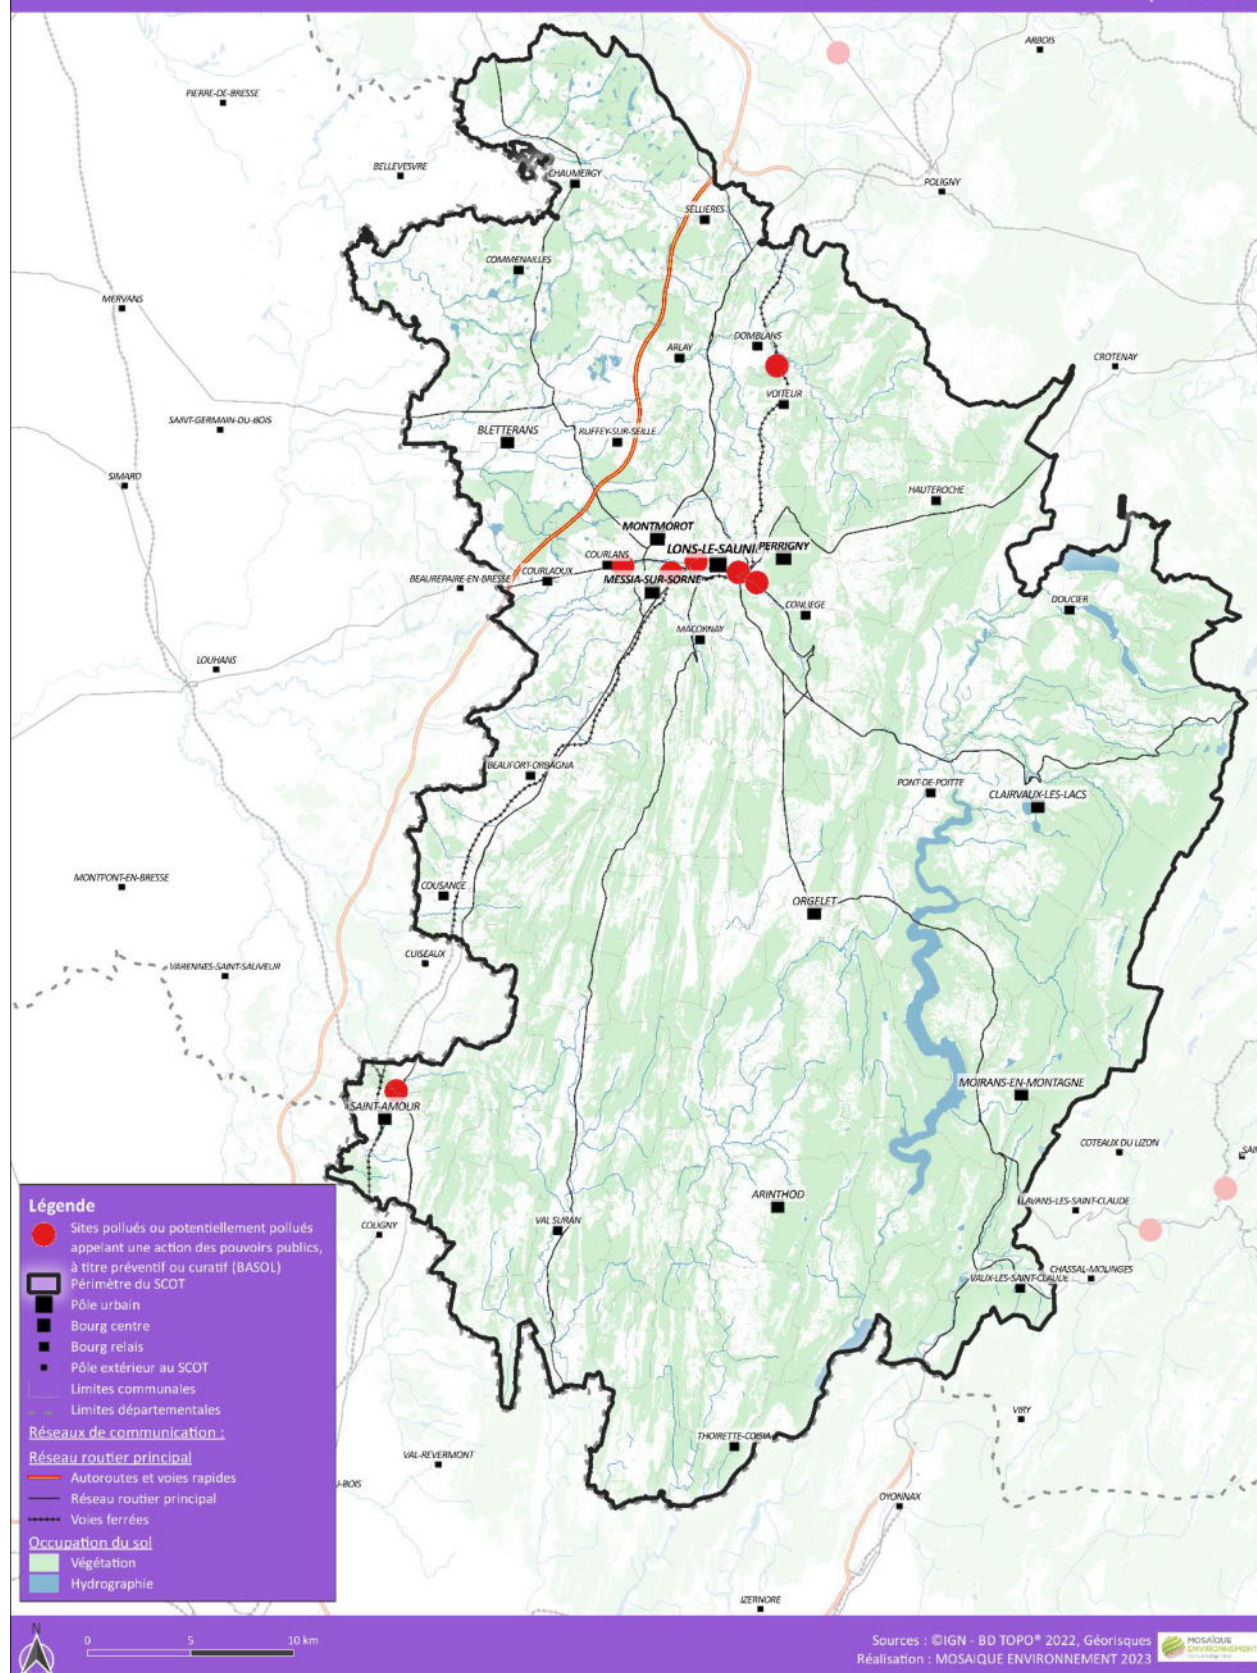 ARBOIS
PIERRE-DE-BRESSE
BELLEVESVRE
CHAUMERGY
POLIGNY
SELLIERES
COMMENAILLES
MERVANS
DOMBLANS
ARLAY
CROTENAY
VOITEUR
SAINT-GERMAIN-DU-BOIS
BLETTERANS
RUFFEY-SUR-SEILLE
SIMARD
HAUTEROCHE
MONTMOROT
LONS-LE-SAUNI
PERRIGNY
COURLANS
COURLAOUX
BEAUREPAIRE-EN-BRESSE
MESSIA-SUR-SORNE
CONLIEGE
DOUCIER
MACORNAY
LOUHANS
BEAUFORT-ORBAGNA
PONT-DE-POITTE
CLAIRVAUX-LES-LACS
MONTPONT-EN-BRESSE
COUSANCE
ORGELET
CUISEAUX
VARENNES-SAINT-SAUVEUR
MOIRANS-EN-MONTAGNE
SAINT-AMOUR
COTEAUX DU LIZON
SAI
ARINTHOD
LAVANS-LES-SAINT-CLAUDE
VAL SURAN
COLIGNY
CHASSAL-MOLINGES
VAUX-LES-SAINT-CLAUDE
VIRY
THOIRETTE-COISIA
VAL-REVERMONT
J-BOIS
OYONNAX
IZERNORE
Légende
Sites pollués ou potentiellement pollués
appelant une action des pouvoirs publics,
à titre préventif ou curatif (BASOL)
Périmètre du SCOT
Pôle urbain
Bourg centre
Bourg relais
Pôle extérieur au SCOT
Limites communales
Limites départementales
Réseaux de communication :
Réseau routier principal
Autoroutes et voies rapides
Réseau routier principal
Voies ferrées
Occupation du sol
Végétation
Hydrographie
N
0 5 10 km
Sources : ©IGN - BD TOPO® 2022, Géorisques
Réalisation : MOSAIQUE ENVIRONNEMENT 2023
MOSAÏQUE
ENVIRONNEMENT